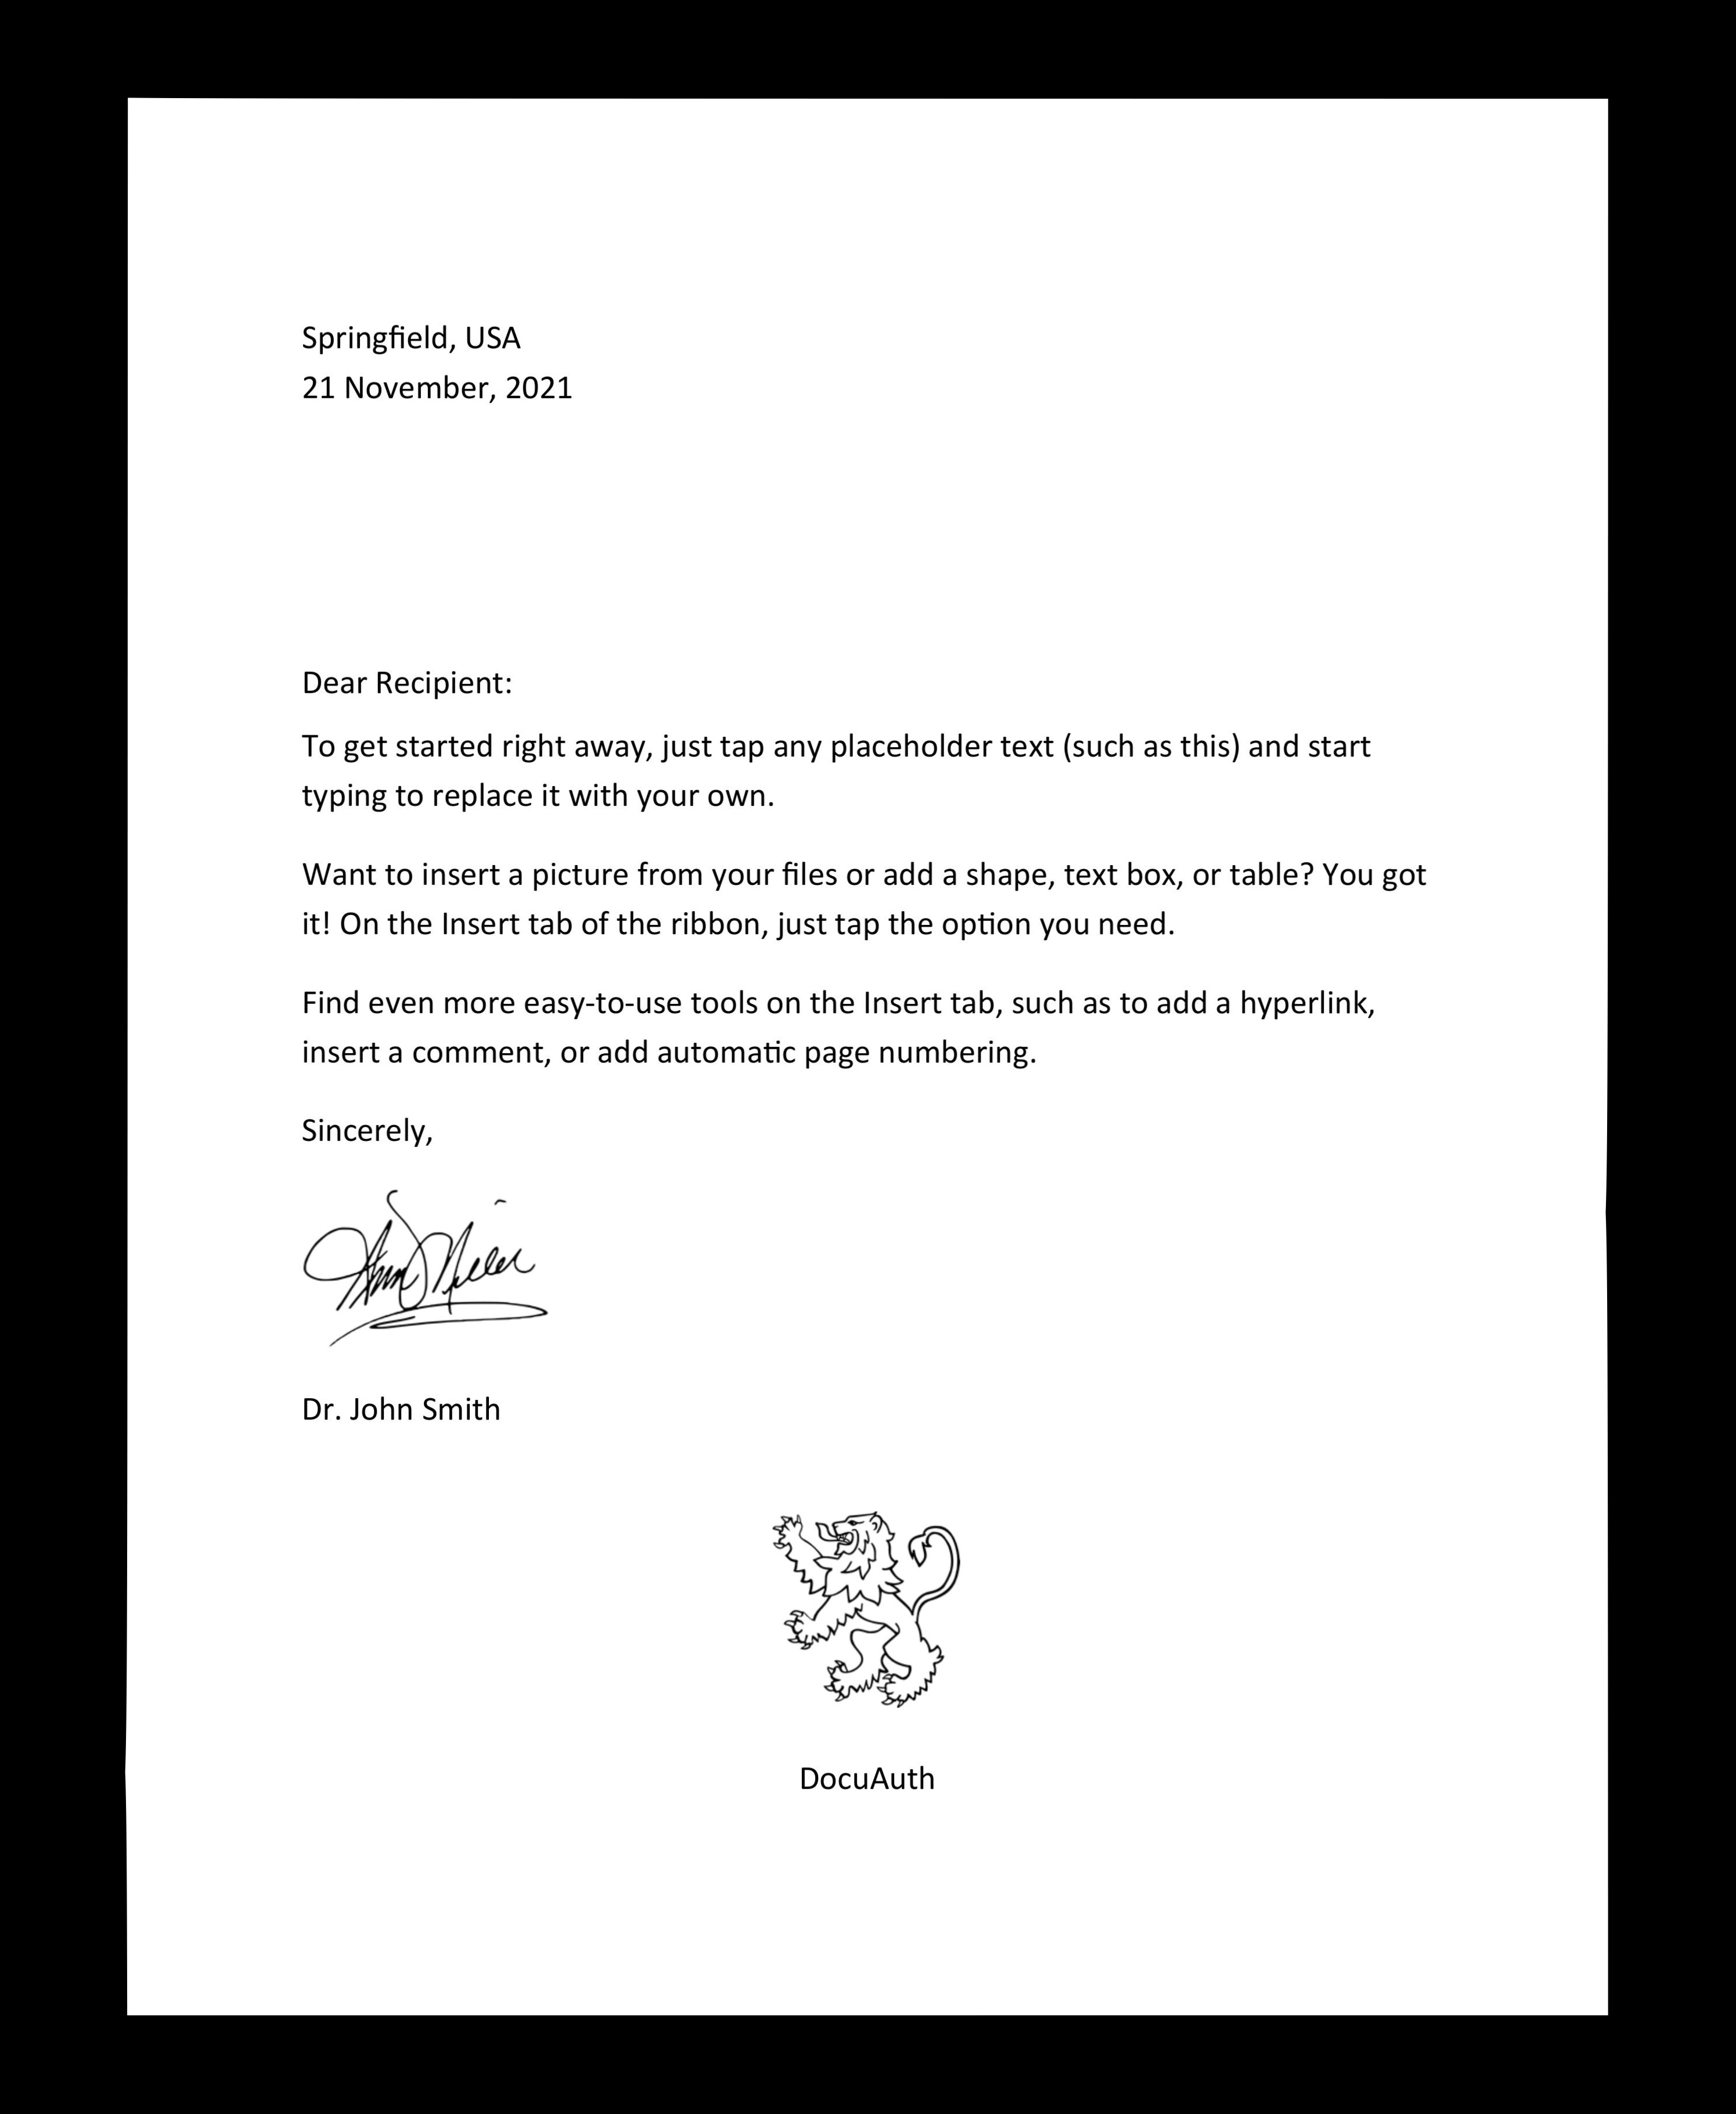 Springfield, USA
21 November, 2021
Dear Recipient:
To get started right away, just tap any placeholder text (such as this) and start
typing to replace it with your own.
Want to insert a picture from your files or add a shape, text box, or table? You got
it! On the Insert tab of the ribbon, just tap the option you need.
Find even more easy-to-use tools on the Insert tab, such as to add a hyperlink,
insert a comment, or add automatic page numbering.
Sincerely,
Dr. John Smith
DocuAuth